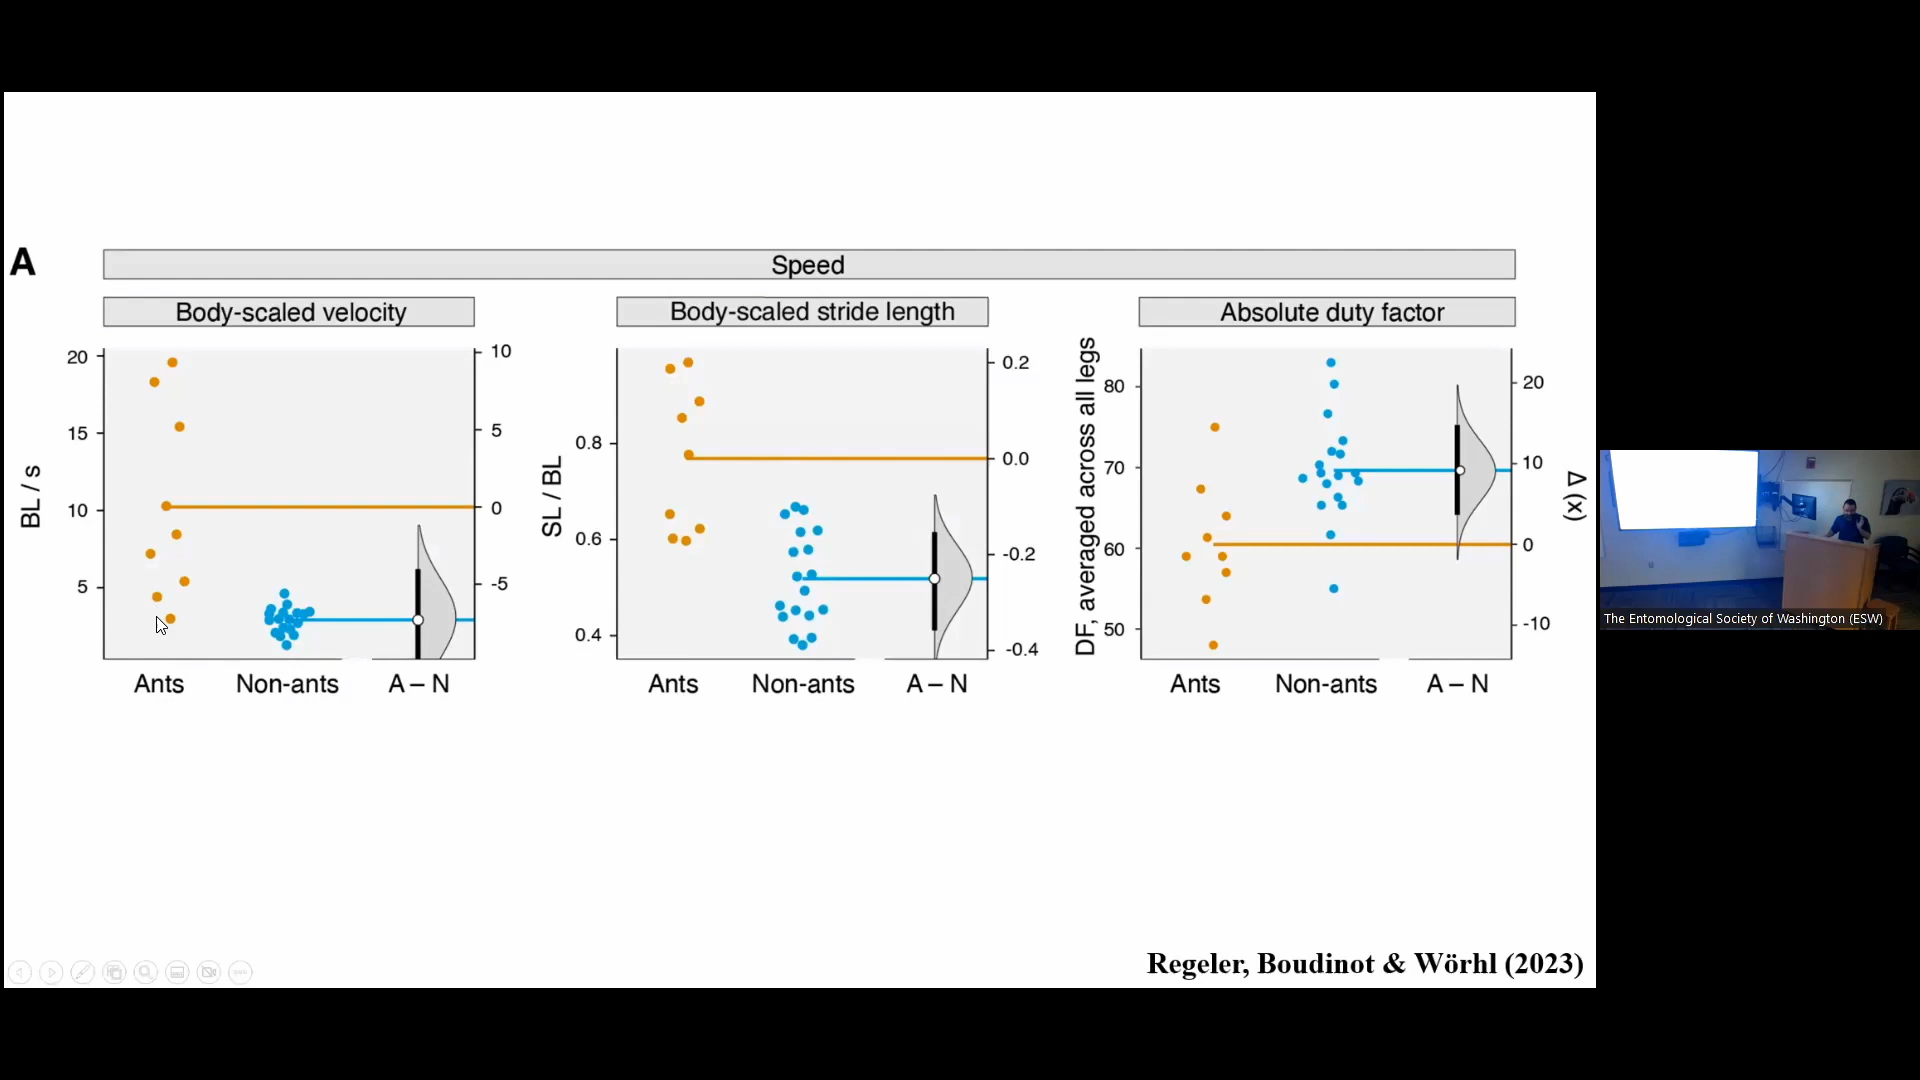 A
Speed
Body-scaled velocity
Body-scaled stride length
Absolute duty factor
BL / s
20
15
10
5
10
5
0
-5
Ants
Non-ants
A – N
SL / BL
0.8
0.6
0.4
0.2
0.0
-0.2
-0.4
Ants
Non-ants
A – N
DF, averaged across all legs
80
70
60
50
20
10
0
-10
Δ (x)
Ants
Non-ants
A – N
The Entomological Society of Washington (ESW)
Regeler, Boudinot & Wörhl (2023)